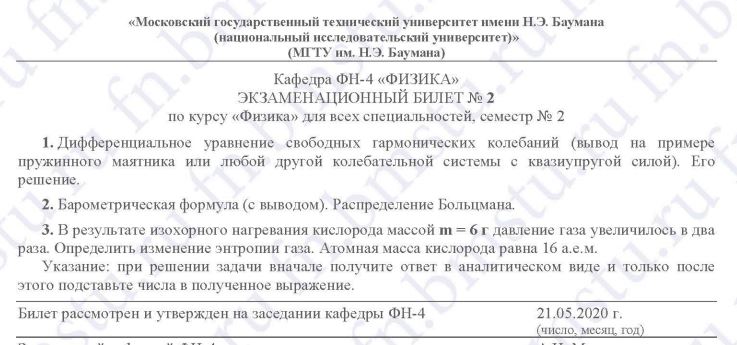 «Московский государственный технический университет имени Н.Э. Баумана
(национальный исследовательский университет)»
(МГТУ им. Н.Э. Баумана)
Кафедра ФН-4 «ФИЗИКА»
ЭКЗАМЕНАЦИОННЫЙ БИЛЕТ № 2
по курсу «Физика» для всех специальностей, семестр № 2
1. Дифференциальное уравнение свободных гармонических колебаний (вывод на примере
пружинного маятника или любой другой колебательной системы с квазиупругой силой). Его
решение.
2. Барометрическая формула (с выводом). Распределение Больцмана.
3. В результате изохорного нагревания кислорода массой m = 6 г давление газа увеличилось в два
раза. Определить изменение энтропии газа. Атомная масса кислорода равна 16 а.е.м.
Указание: при решении задачи вначале получите ответ в аналитическом виде и только после
этого подставьте числа в полученное выражение.
Билет рассмотрен и утвержден на заседании кафедры ФН-4 21.05.2020 г.
(число, месяц, год)